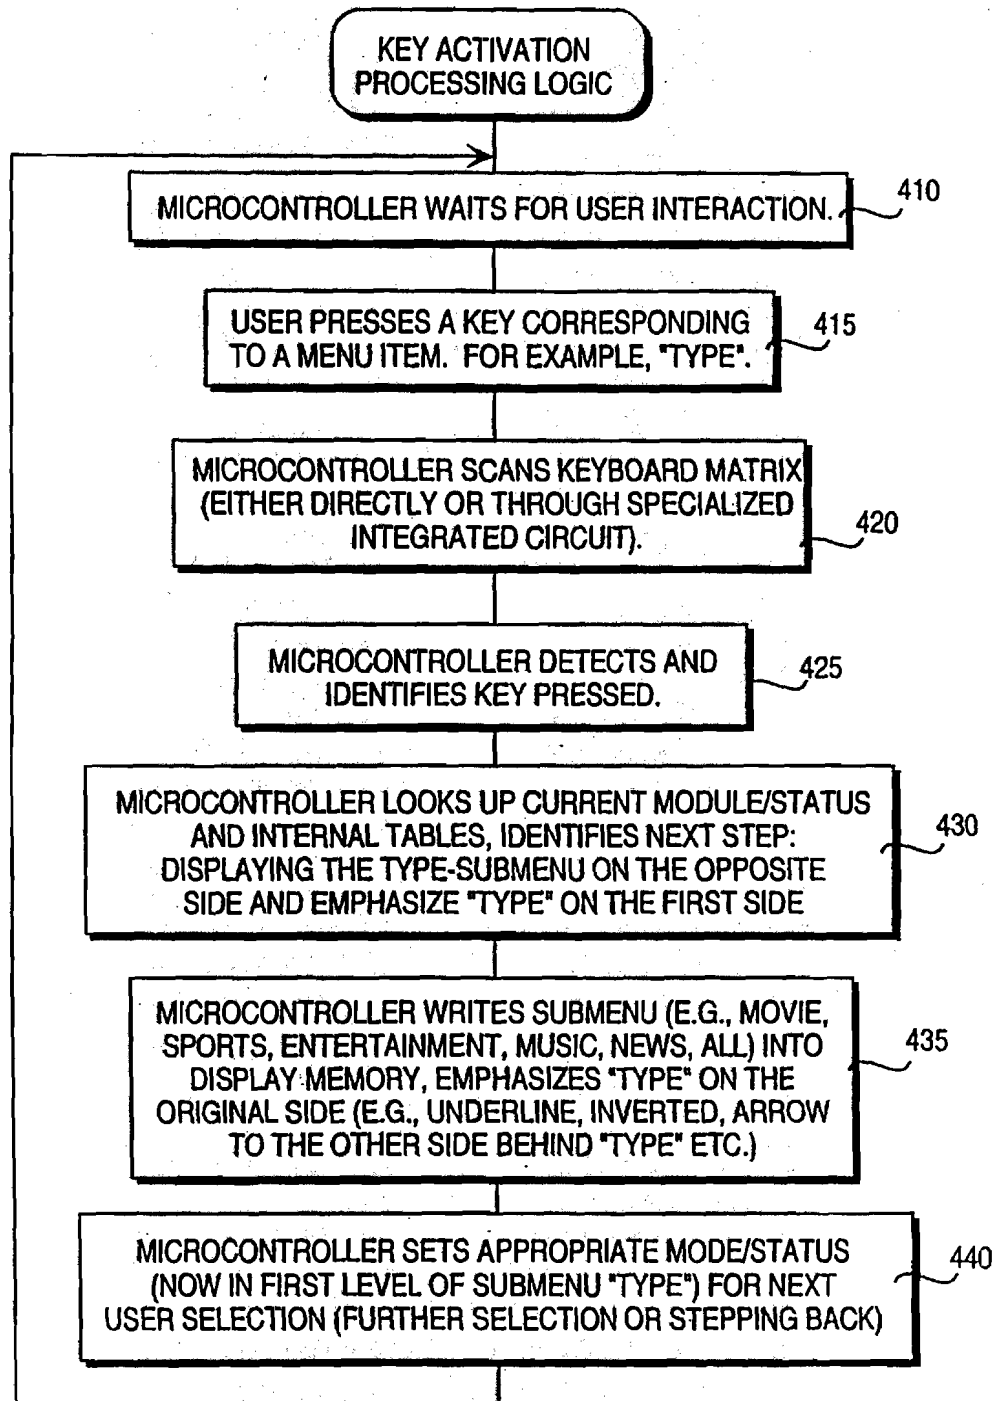 KEY ACTIVATION
PROCESSING LOGIC
MICROCONTROLLER WAITS FOR USER INTERACTION.
410
USER PRESSES A KEY CORRESPONDING
TO A MENU ITEM. FOR EXAMPLE, "TYPE".
415
MICROCONTROLLER SCANS KEYBOARD MATRIX
(EITHER DIRECTLY OR THROUGH SPECIALIZED
INTEGRATED CIRCUIT).
420
MICROCONTROLLER DETECTS AND
IDENTIFIES KEY PRESSED.
425
MICROCONTROLLER LOOKS UP CURRENT MODULE/STATUS
AND INTERNAL TABLES, IDENTIFIES NEXT STEP:
DISPLAYING THE TYPE-SUBMENU ON THE OPPOSITE
SIDE AND EMPHASIZE "TYPE" ON THE FIRST SIDE
430
MICROCONTROLLER WRITES SUBMENU (E.G., MOVIE,
SPORTS, ENTERTAINMENT, MUSIC, NEWS, ALL) INTO
DISPLAY MEMORY, EMPHASIZES "TYPE" ON THE
ORIGINAL SIDE (E.G., UNDERLINE, INVERTED, ARROW
TO THE OTHER SIDE BEHIND "TYPE" ETC.)
435
MICROCONTROLLER SETS APPROPRIATE MODE/STATUS
(NOW IN FIRST LEVEL OF SUBMENU "TYPE") FOR NEXT
USER SELECTION (FURTHER SELECTION OR STEPPING BACK)
440